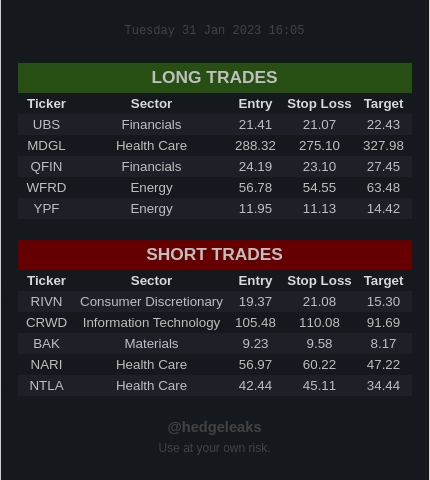 Tuesday 31 Jan 2023 16:05
LONG TRADES
Ticker Sector Entry Stop Loss Target
UBS Financials 21.41 21.07 22.43
MDGL Health Care 288.32 275.10 327.98
QFIN Financials 24.19 23.10 27.45
WFRD Energy 56.78 54.55 63.48
YPF Energy 11.95 11.13 14.42
SHORT TRADES
Ticker Sector Entry Stop Loss Target
RIVN Consumer Discretionary 19.37 21.08 15.30
CRWD Information Technology 105.48 110.08 91.69
BAK Materials 9.23 9.58 8.17
NARI Health Care 56.97 60.22 47.22
NTLA Health Care 42.44 45.11 34.44
@hedgeleaks
Use at your own risk.